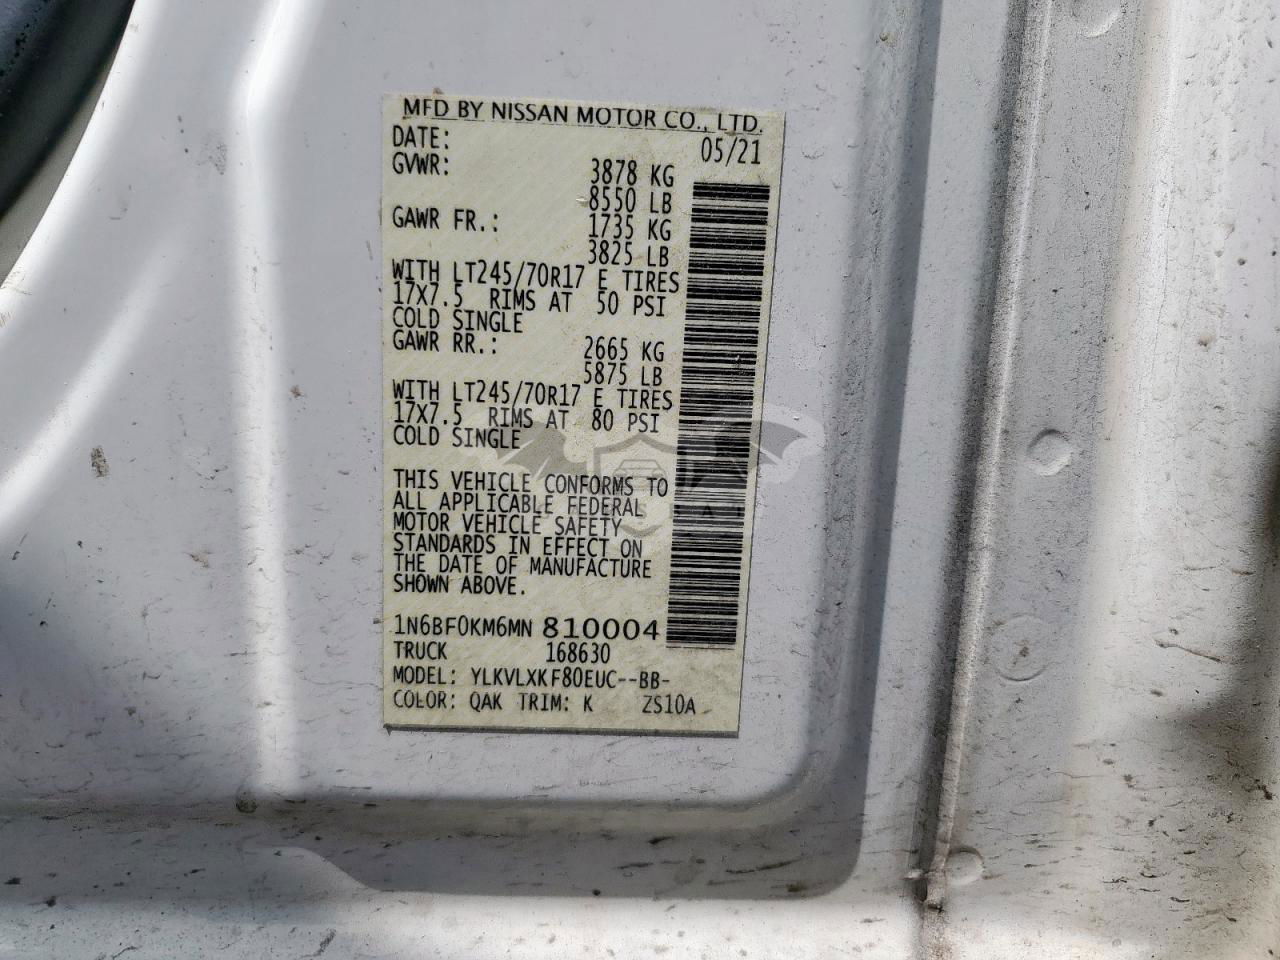 MFD BY NISSAN MOTOR CO., LTD.
DATE: 05/21
GVWR: 3878 KG
8550 LB
GAWR FR.: 1735 KG
3825 LB
WITH LT245/70R17 E TIRES
17X7.5 RIMS AT 50 PSI
COLD SINGLE
GAWR RR.: 2665 KG
5875 LB
WITH LT245/70R17 E TIRES
17X7.5 RIMS AT 80 PSI
COLD SINGLE
THIS VEHICLE CONFORMS TO
ALL APPLICABLE FEDERAL
MOTOR VEHICLE SAFETY
STANDARDS IN EFFECT ON
THE DATE OF MANUFACTURE
SHOWN ABOVE.
1N6BF0KM6MN 810004
TRUCK 168630
MODEL: YLKVLXKF80EUC--BB-
COLOR: QAK TRIM: K ZS10A